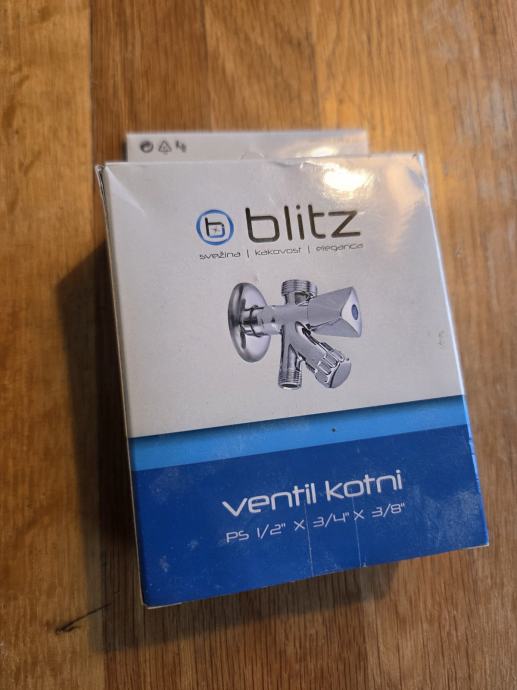 blitz
svežina | kakovost | eleganca
ventil kotni
PS 1/2" X 3/4" X 3/8"